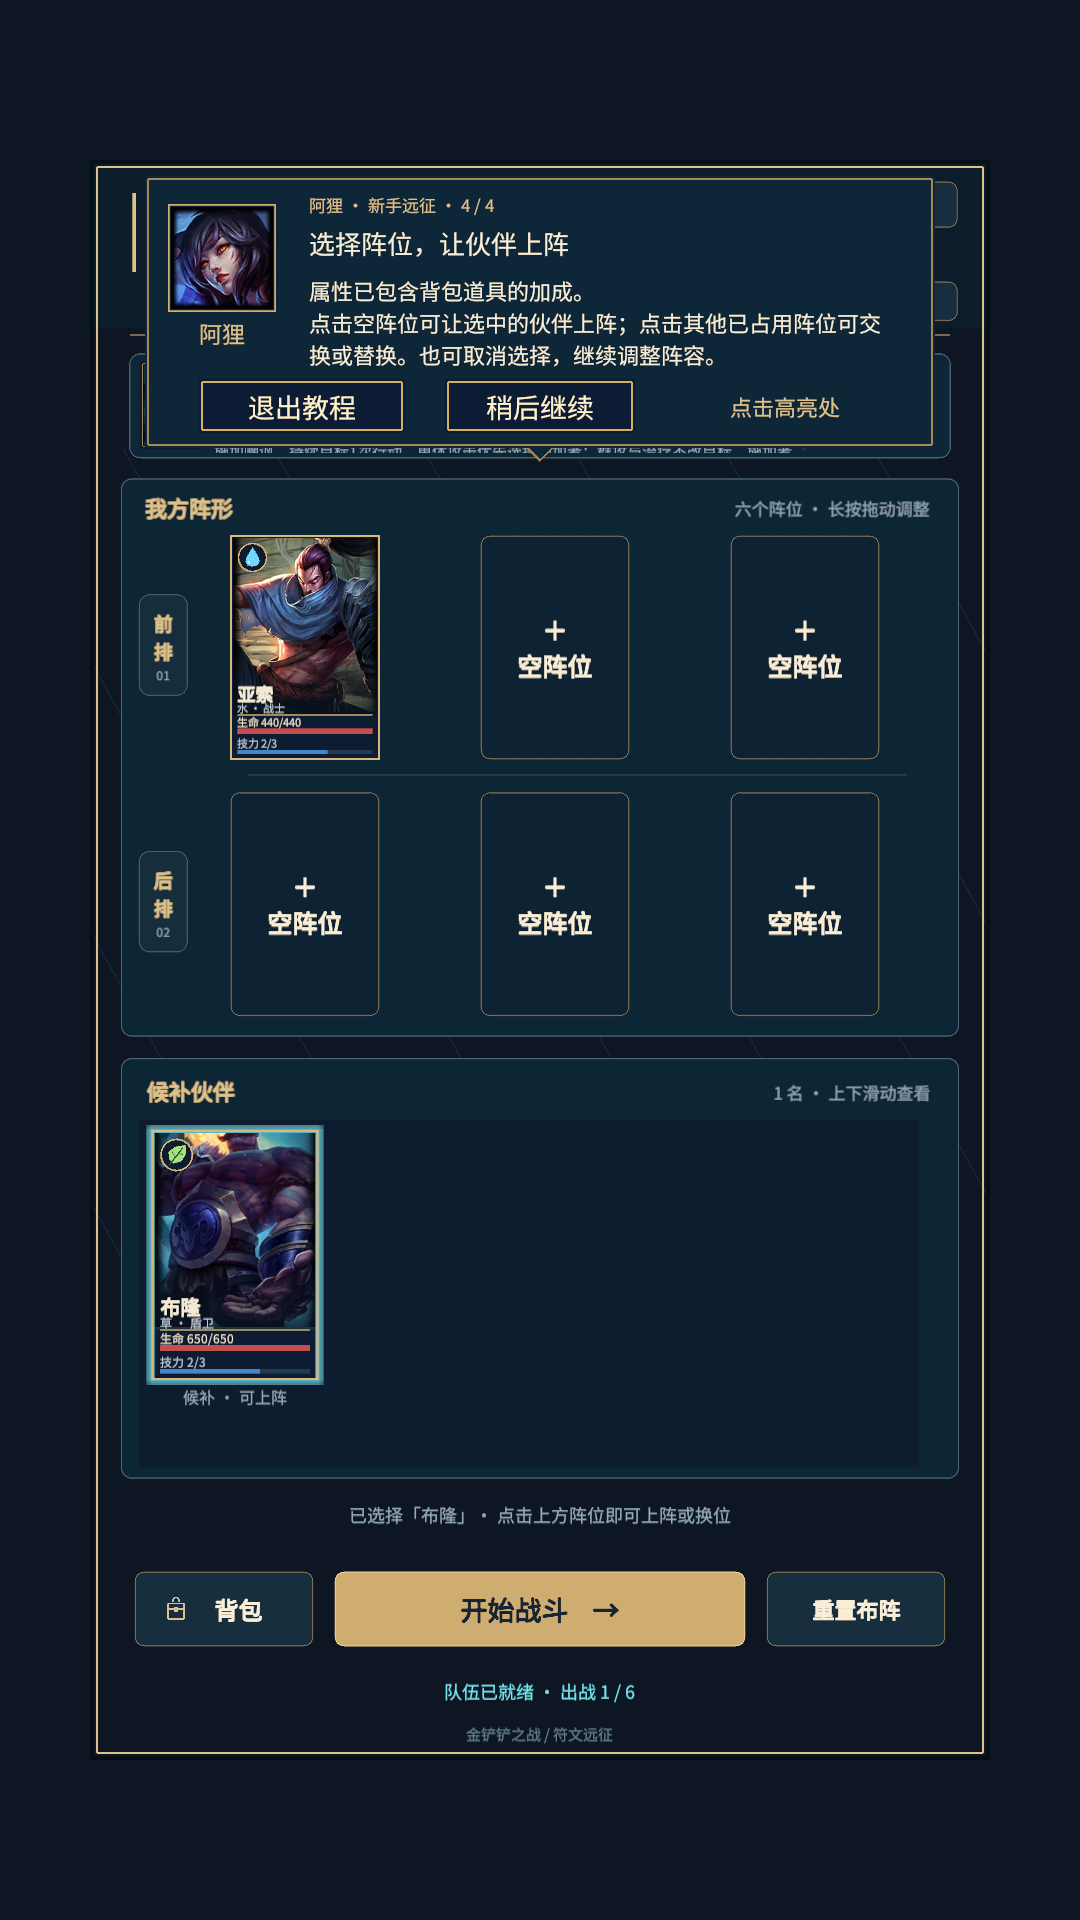 阿狸 · 新手远征 · 4 / 4
选择阵位，让伙伴上阵
属性已包含背包道具的加成。
点击空阵位可让选中的伙伴上阵；点击其他已占用阵位可交
换或替换。也可取消选择，继续调整阵容。
阿狸
退出教程
稍后继续
点击高亮处
我方阵形
六个阵位 · 长按拖动调整
前排
01
亚索
水 · 战士
生命 440/440
技力 2/3
+
空阵位
+
空阵位
后排
02
+
空阵位
+
空阵位
+
空阵位
候补伙伴
1 名 · 上下滑动查看
布隆
草 · 盾卫
生命 650/650
技力 2/3
候补 · 可上阵
已选择「布隆」 · 点击上方阵位即可上阵或换位
背包
开始战斗 →
重置布阵
队伍已就绪 · 出战 1 / 6
金铲铲之战 / 符文远征